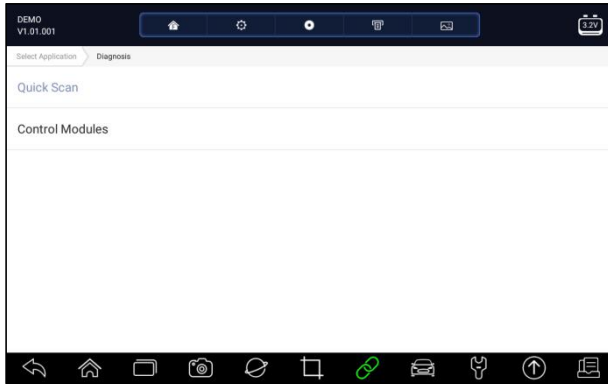 DEMO
V1.01.001
3.2V
Select Application
Diagnosis
Quick Scan
Control Modules